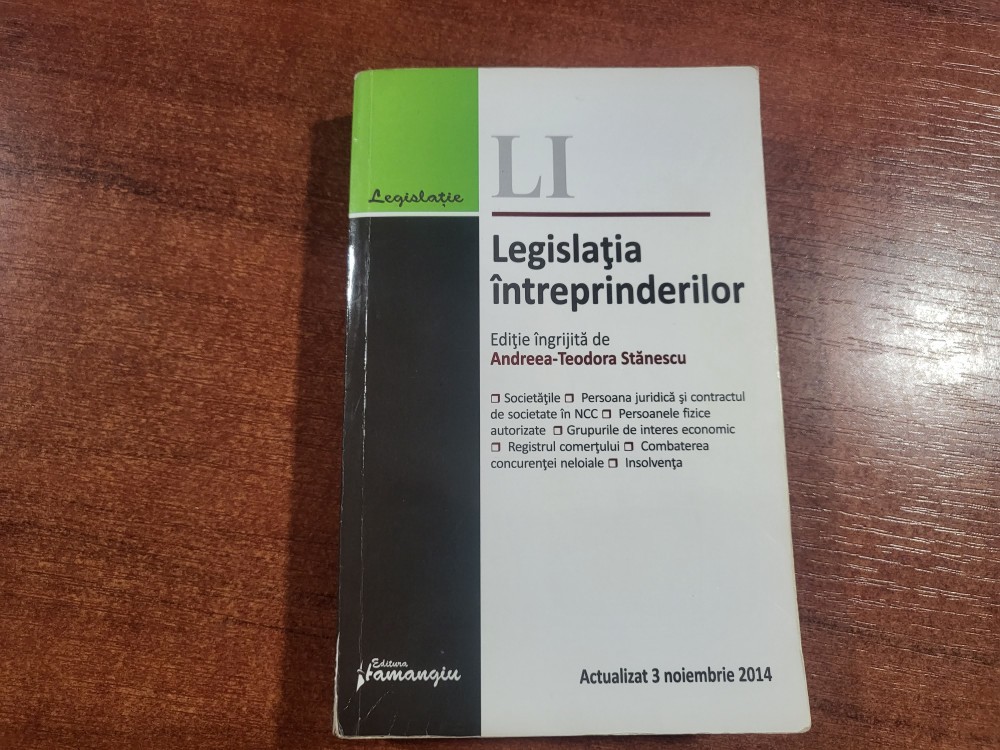 Legislație
LI
Legislaţia
întreprinderilor
Ediţie îngrijită de
Andreea-Teodora Stănescu
❒ Societăţile ❒ Persoana juridică şi contractul
de societate în NCC ❒ Persoanele fizice
autorizate ❒ Grupurile de interes economic
❒ Registrul comerţului ❒ Combaterea
concurenţei neloiale ❒ Insolvenţa
Editura
Hamangiu
Actualizat 3 noiembrie 2014